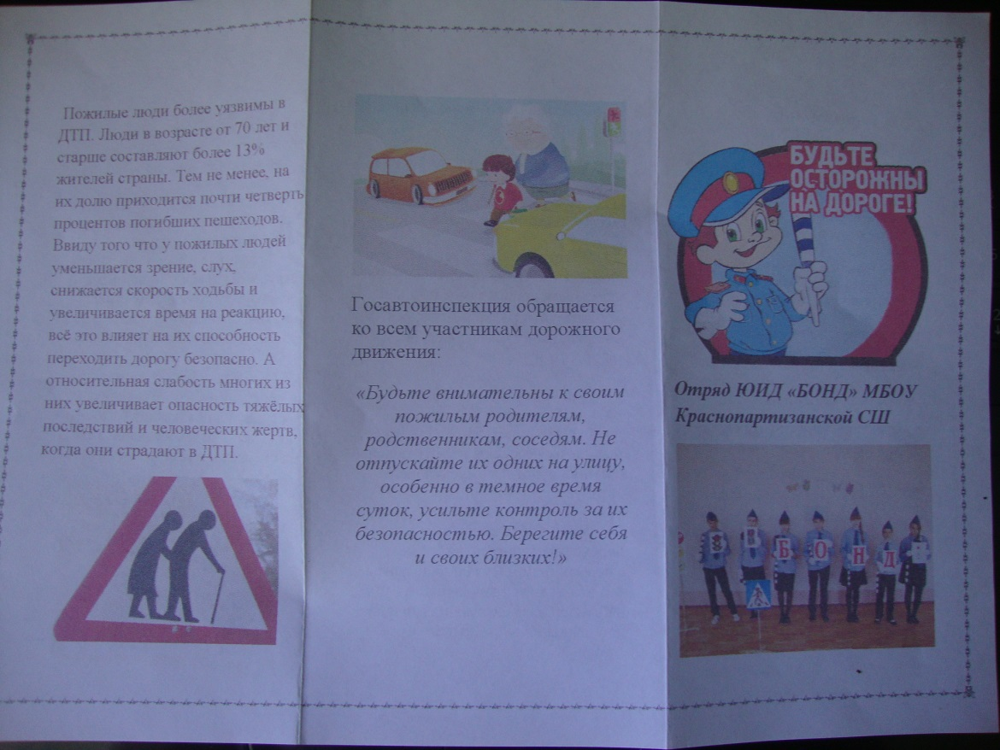 Пожилые люди более уязвимы в
ДТП. Люди в возрасте от 70 лет и
старше составляют более 13%
жителей страны. Тем не менее, на
их долю приходится почти четверть
процентов погибших пешеходов.
Ввиду того что у пожилых людей
уменьшается зрение, слух,
снижается скорость ходьбы и
увеличивается время на реакцию,
всё это влияет на их способность
переходить дорогу безопасно. А
относительная слабость многих из
них увеличивает опасность тяжёлых
последствий и человеческих жертв,
когда они страдают в ДТП.
Госавтоинспекция обращается
ко всем участникам дорожного
движения:
«Будьте внимательны к своим
пожилым родителям,
родственникам, соседям. Не
отпускайте их одних на улицу,
особенно в темное время
суток, усильте контроль за их
безопасностью. Берегите себя
и своих близких!»
БУДЬТЕ
ОСТОРОЖНЫ
НА ДОРОГЕ!
Отряд ЮИД «БОНД» МБОУ
Краснопартизанской СШ
Б О Н Д